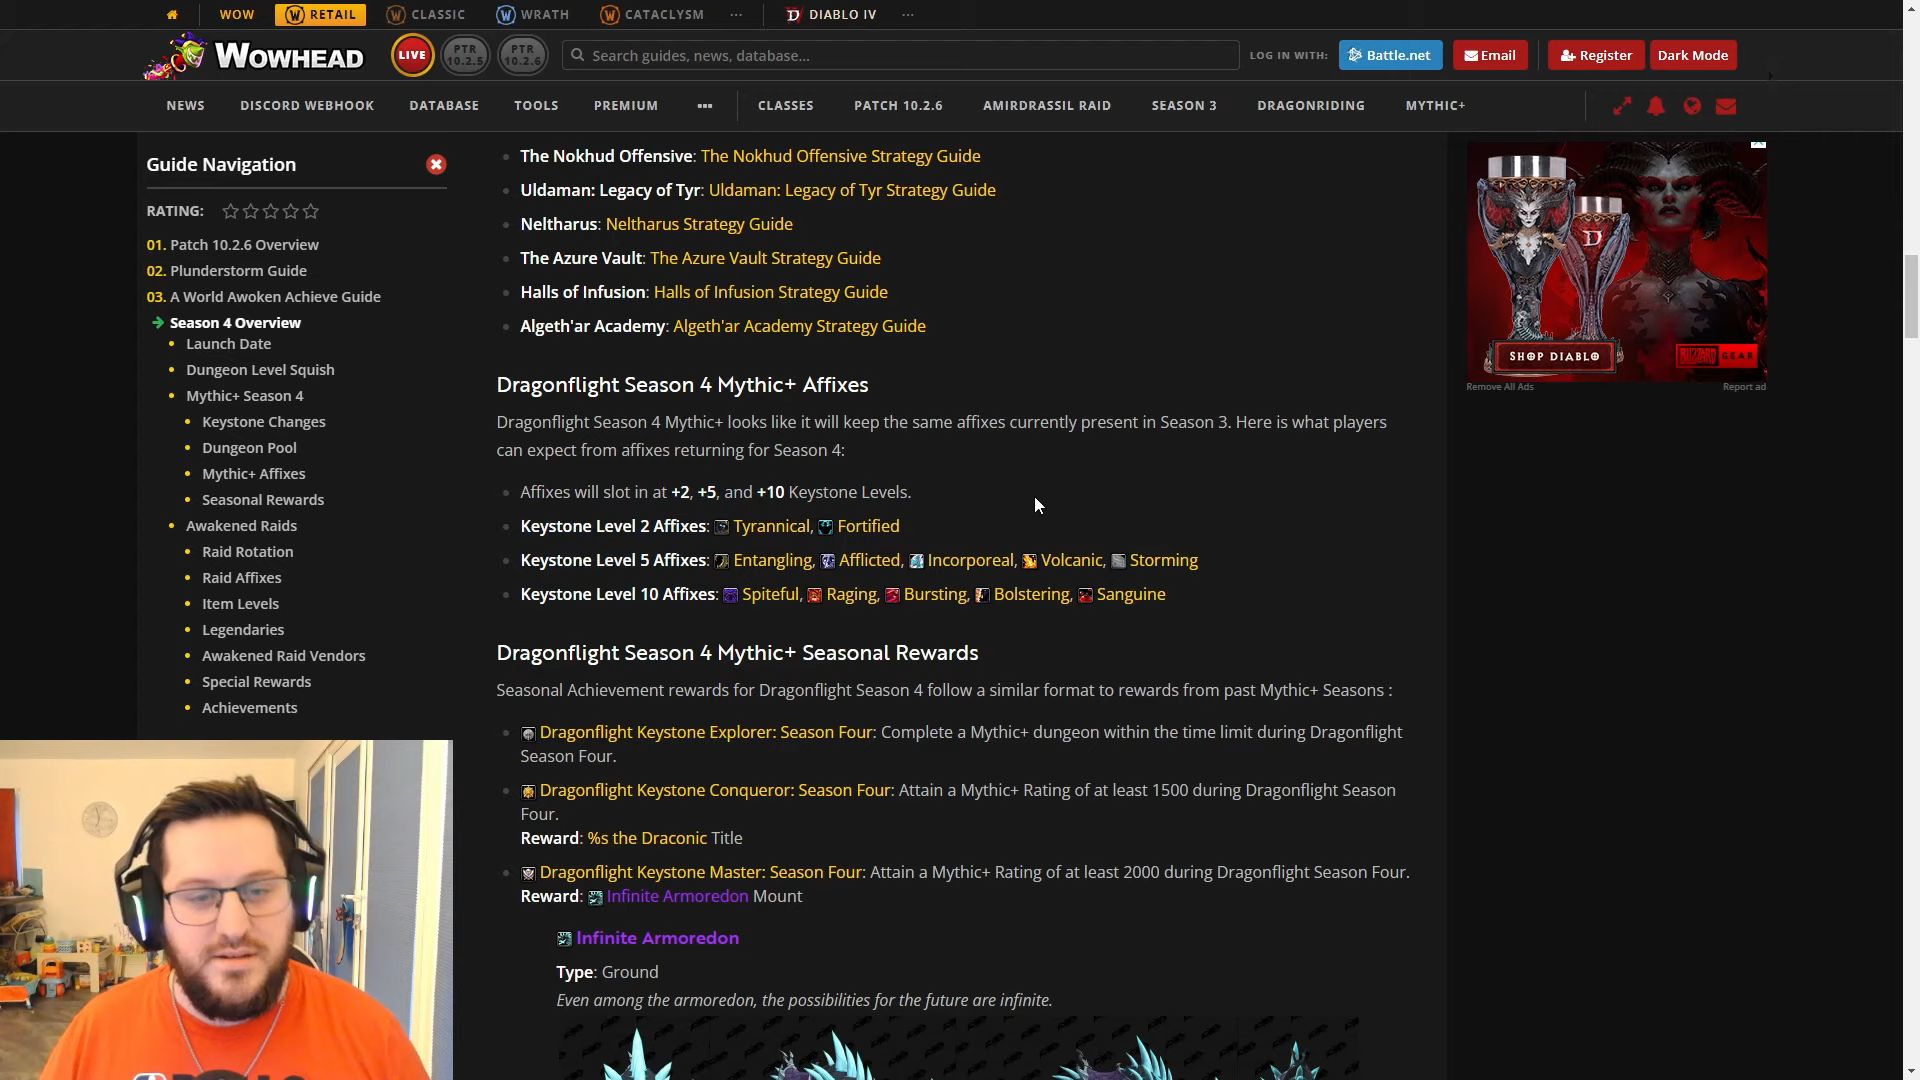 WOW
RETAIL
CLASSIC
WRATH
CATACLYSM
...
DIABLO IV
...
WOWHEAD
LIVE
PTR
10.2.5
PTR
10.2.6
Search guides, news, database...
LOG IN WITH:
Battle.net
Email
Register
Dark Mode
NEWS
DISCORD WEBHOOK
DATABASE
TOOLS
PREMIUM
...
CLASSES
PATCH 10.2.6
AMIRDRASSIL RAID
SEASON 3
DRAGONRIDING
MYTHIC+
Guide Navigation
RATING:
01. Patch 10.2.6 Overview
02. Plunderstorm Guide
03. A World Awoken Achieve Guide
Season 4 Overview
Launch Date
Dungeon Level Squish
Mythic+ Season 4
Keystone Changes
Dungeon Pool
Mythic+ Affixes
Seasonal Rewards
Awakened Raids
Raid Rotation
Raid Affixes
Item Levels
Legendaries
Awakened Raid Vendors
Special Rewards
Achievements
The Nokhud Offensive: The Nokhud Offensive Strategy Guide
Uldaman: Legacy of Tyr: Uldaman: Legacy of Tyr Strategy Guide
Neltharus: Neltharus Strategy Guide
The Azure Vault: The Azure Vault Strategy Guide
Halls of Infusion: Halls of Infusion Strategy Guide
Algeth'ar Academy: Algeth'ar Academy Strategy Guide
Dragonflight Season 4 Mythic+ Affixes
Dragonflight Season 4 Mythic+ looks like it will keep the same affixes currently present in Season 3. Here is what players
can expect from affixes returning for Season 4:
Affixes will slot in at +2, +5, and +10 Keystone Levels.
Keystone Level 2 Affixes: Tyrannical, Fortified
Keystone Level 5 Affixes: Entangling, Afflicted, Incorporeal, Volcanic, Storming
Keystone Level 10 Affixes: Spiteful, Raging, Bursting, Bolstering, Sanguine
Dragonflight Season 4 Mythic+ Seasonal Rewards
Seasonal Achievement rewards for Dragonflight Season 4 follow a similar format to rewards from past Mythic+ Seasons :
Dragonflight Keystone Explorer: Season Four: Complete a Mythic+ dungeon within the time limit during Dragonflight
Season Four.
Dragonflight Keystone Conqueror: Season Four: Attain a Mythic+ Rating of at least 1500 during Dragonflight Season
Four.
Reward: %s the Draconic Title
Dragonflight Keystone Master: Season Four: Attain a Mythic+ Rating of at least 2000 during Dragonflight Season Four.
Reward: Infinite Armoredon Mount
Infinite Armoredon
Type: Ground
Even among the armoredon, the possibilities for the future are infinite.
SHOP DIABLO
BLIZZARD GEAR
Remove All Ads
Report ad